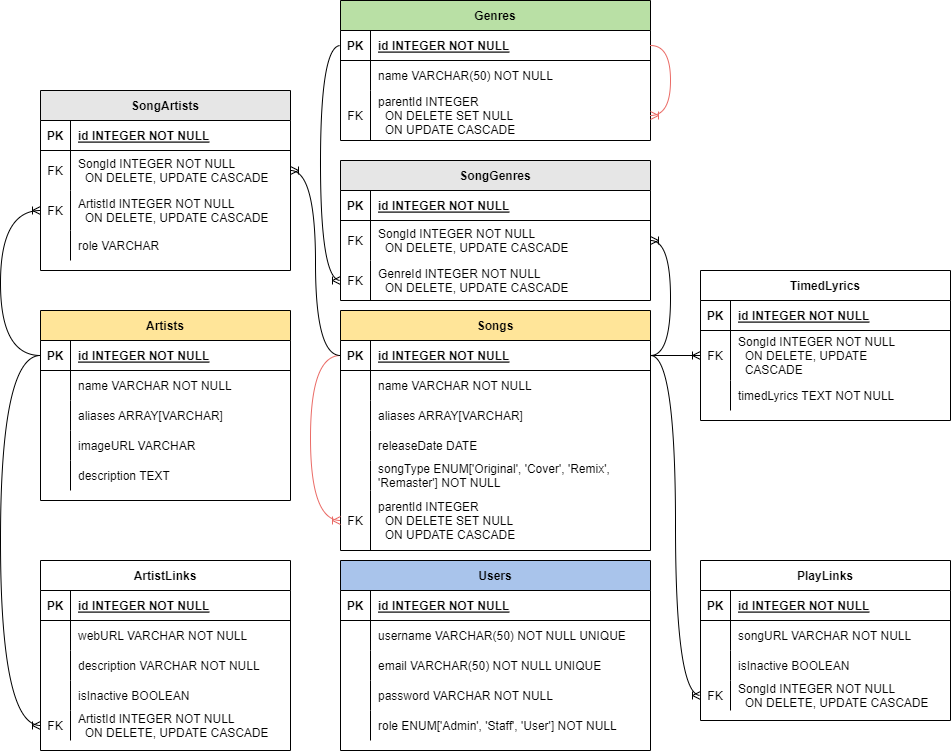 Genres
PK id INTEGER NOT NULL
name VARCHAR(50) NOT NULL
FK parentId INTEGER
ON DELETE SET NULL
ON UPDATE CASCADE
SongArtists
PK id INTEGER NOT NULL
FK SongId INTEGER NOT NULL
ON DELETE, UPDATE CASCADE
FK ArtistId INTEGER NOT NULL
ON DELETE, UPDATE CASCADE
role VARCHAR
SongGenres
PK id INTEGER NOT NULL
FK SongId INTEGER NOT NULL
ON DELETE, UPDATE CASCADE
FK GenreId INTEGER NOT NULL
ON DELETE, UPDATE CASCADE
TimedLyrics
PK id INTEGER NOT NULL
FK SongId INTEGER NOT NULL
ON DELETE, UPDATE
CASCADE
timedLyrics TEXT NOT NULL
Artists
PK id INTEGER NOT NULL
name VARCHAR NOT NULL
aliases ARRAY[VARCHAR]
imageURL VARCHAR
description TEXT
Songs
PK id INTEGER NOT NULL
name VARCHAR NOT NULL
aliases ARRAY[VARCHAR]
releaseDate DATE
songType ENUM['Original', 'Cover', 'Remix',
'Remaster'] NOT NULL
FK parentId INTEGER
ON DELETE SET NULL
ON UPDATE CASCADE
ArtistLinks
PK id INTEGER NOT NULL
webURL VARCHAR NOT NULL
description VARCHAR NOT NULL
isInactive BOOLEAN
FK ArtistId INTEGER NOT NULL
ON DELETE, UPDATE CASCADE
Users
PK id INTEGER NOT NULL
username VARCHAR(50) NOT NULL UNIQUE
email VARCHAR(50) NOT NULL UNIQUE
password VARCHAR NOT NULL
role ENUM['Admin', 'Staff', 'User'] NOT NULL
PlayLinks
PK id INTEGER NOT NULL
songURL VARCHAR NOT NULL
isInactive BOOLEAN
FK SongId INTEGER NOT NULL
ON DELETE, UPDATE CASCADE